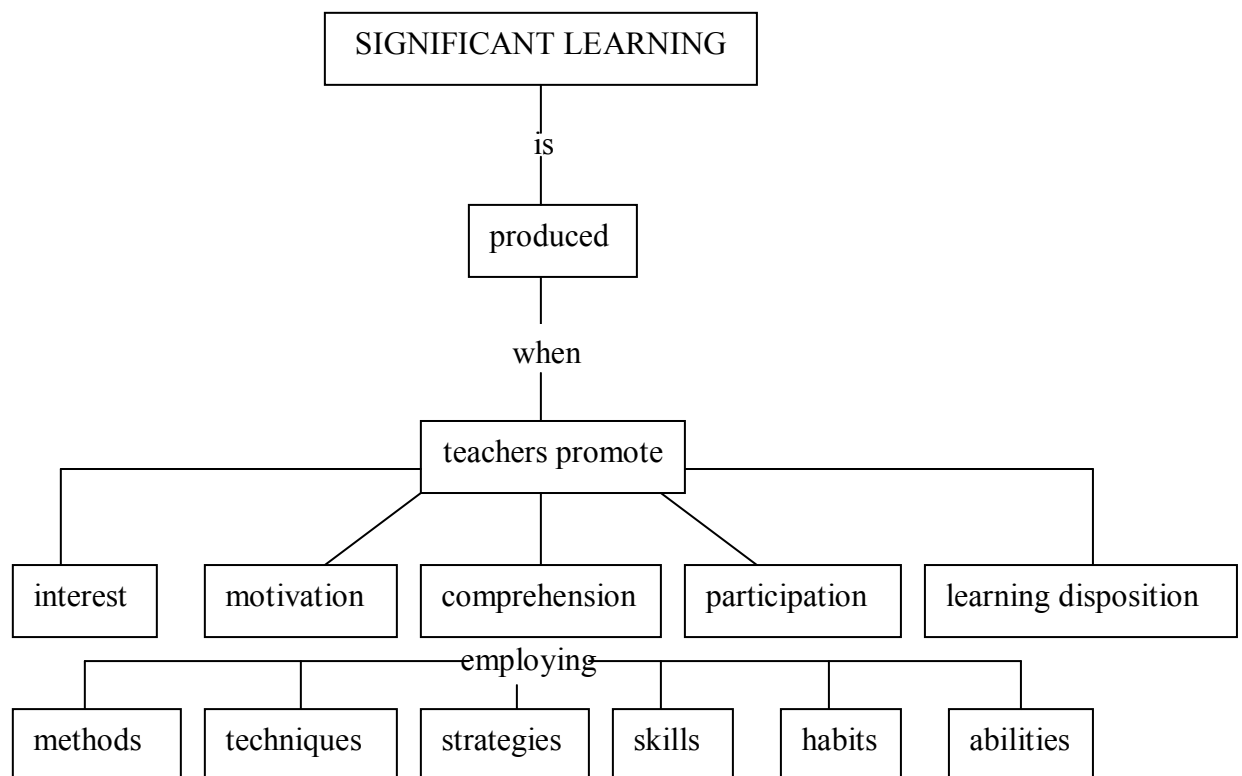 SIGNIFICANT LEARNING
is
produced
when
teachers promote
interest motivation comprehension participation learning disposition
employing
methods techniques strategies skills habits abilities